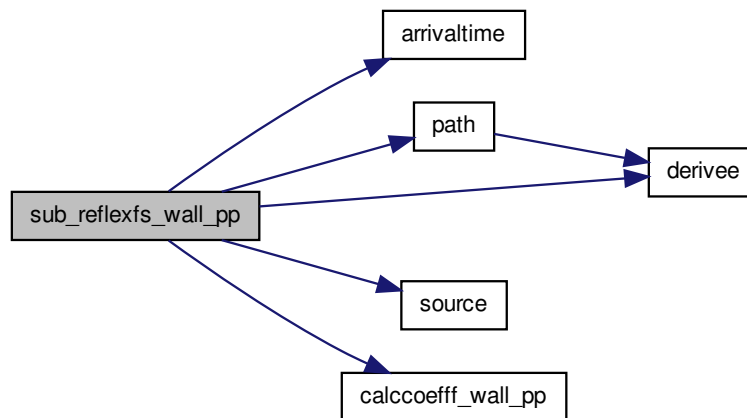 arrivaltime
path
derivee
sub_reflexfs_wall_pp
source
calccoefff_wall_pp